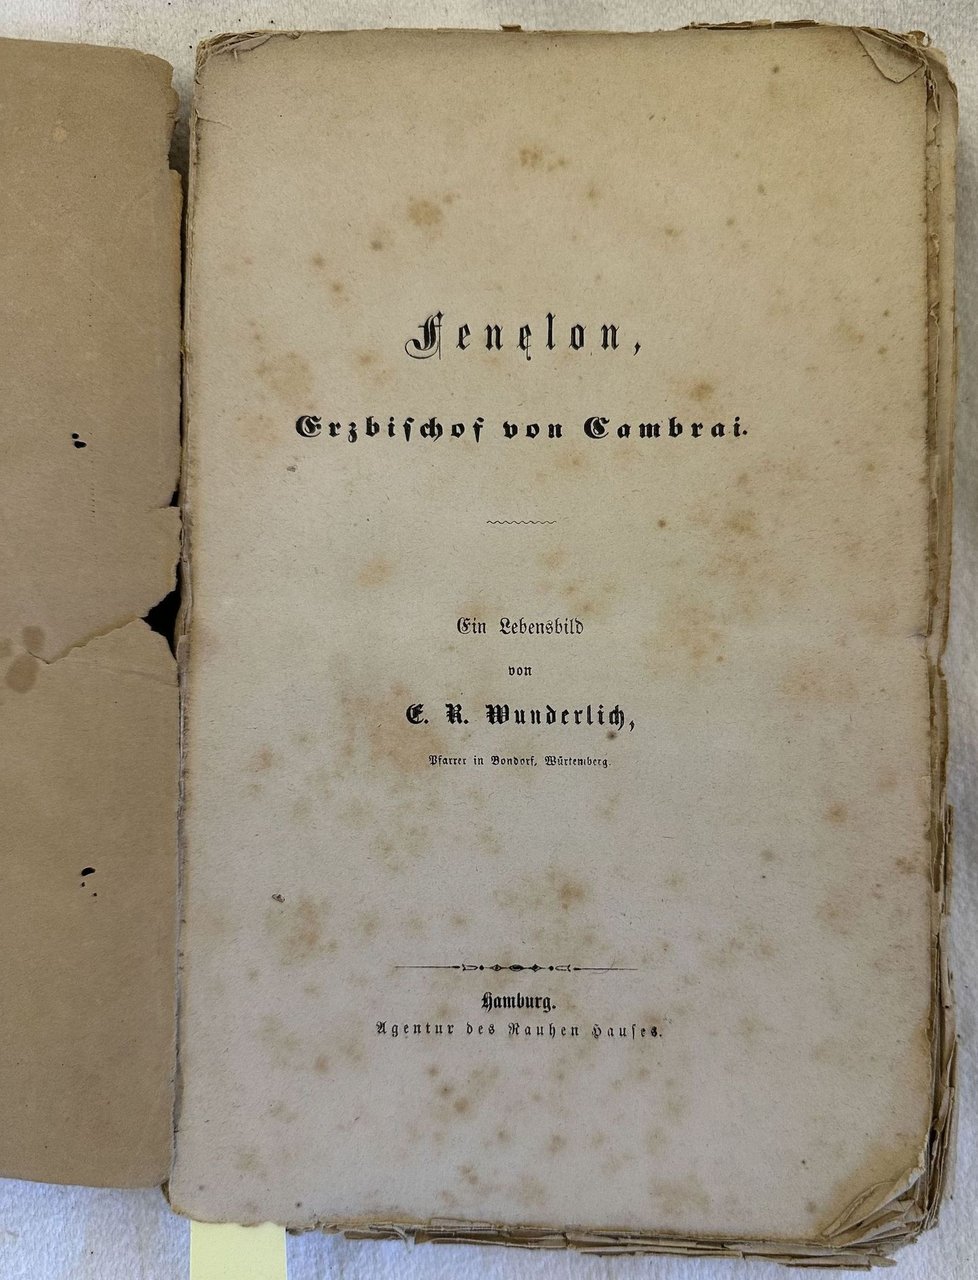 Fenelon,
Erzbischof von Cambrai.
Ein Lebensbild
von
E. R. Wunderlich,
Pfarrer in Bondorf, Würtemberg.
Hamburg.
Agentur des Rauhen Hauses.